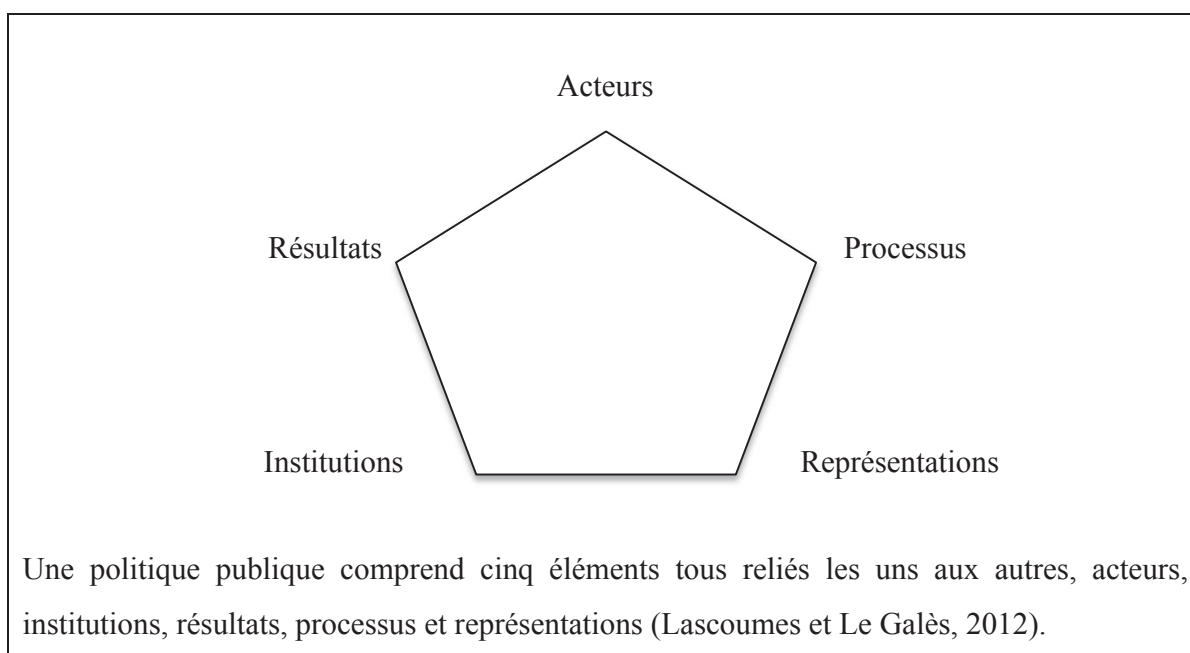 Acteurs
Résultats
Processus
Institutions
Représentations
Une politique publique comprend cinq éléments tous reliés les uns aux autres, acteurs,
institutions, résultats, processus et représentations (Lascoumes et Le Galès, 2012).